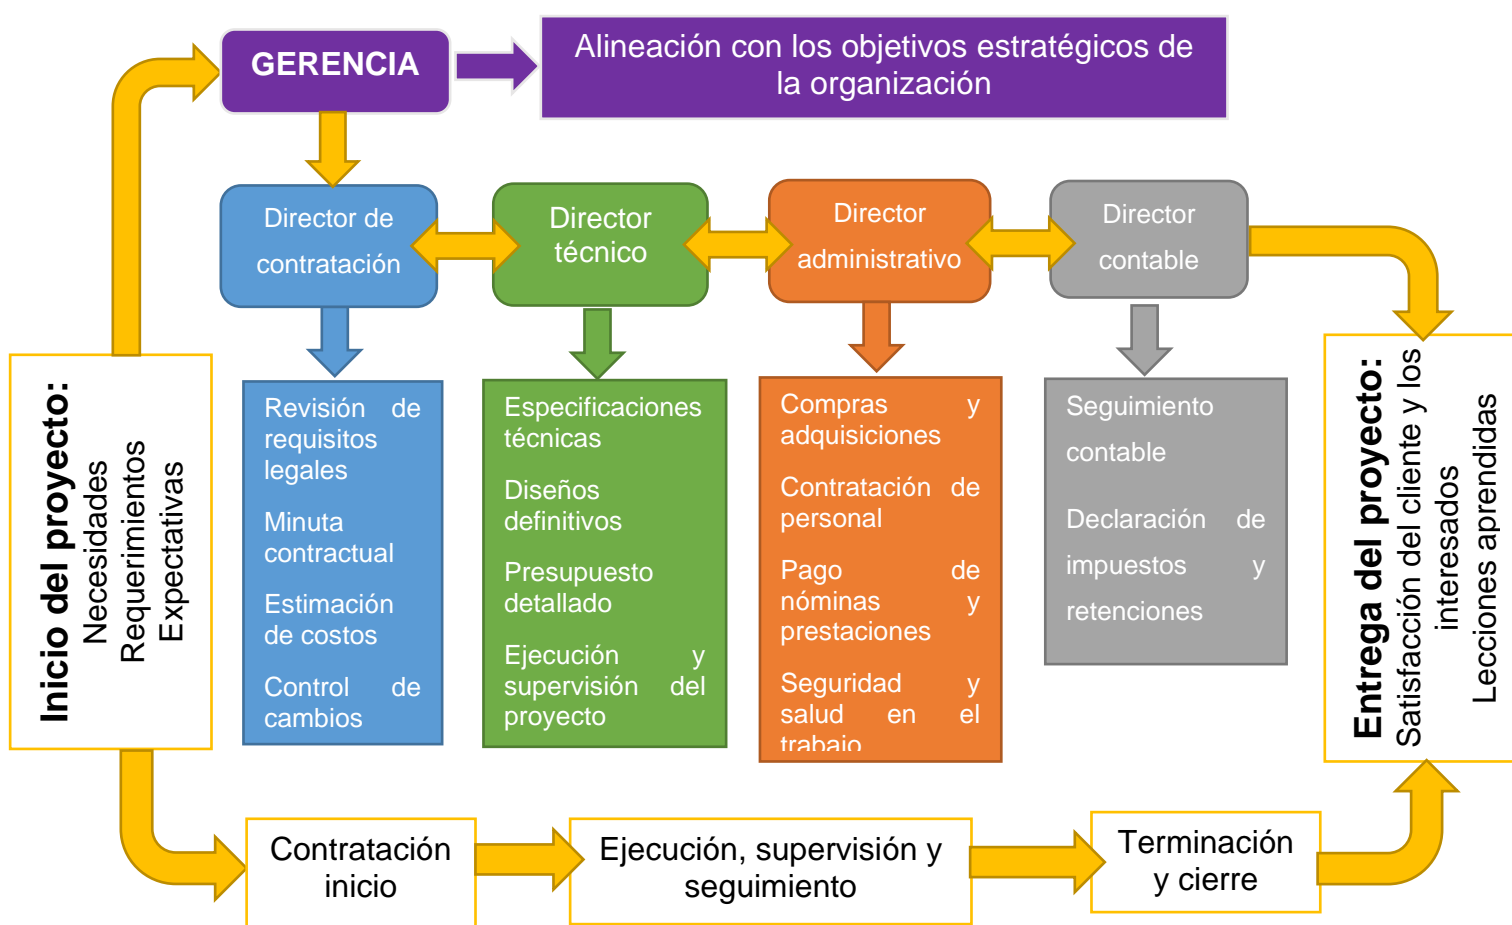 GERENCIA
Alineación con los objetivos estratégicos de
la organización
Director de
contratación
Director
técnico
Director
administrativo
Director
contable
Inicio del proyecto:
Necesidades
Requerimientos
Expectativas
Revisión de
requisitos
legales
Minuta
contractual
Estimación
de costos
Control de
cambios
Especificaciones
técnicas
Diseños
definitivos
Presupuesto
detallado
Ejecución y
supervisión del
proyecto
Compras y
adquisiciones
Contratación de
personal
Pago de
nóminas y
prestaciones
Seguridad y
salud en el
trabajo
Seguimiento
contable
Declaración de
impuestos y
retenciones
Entrega del proyecto:
Satisfacción del cliente y los
interesados
Lecciones aprendidas
Contratación
inicio
Ejecución, supervisión y
seguimiento
Terminación
y cierre